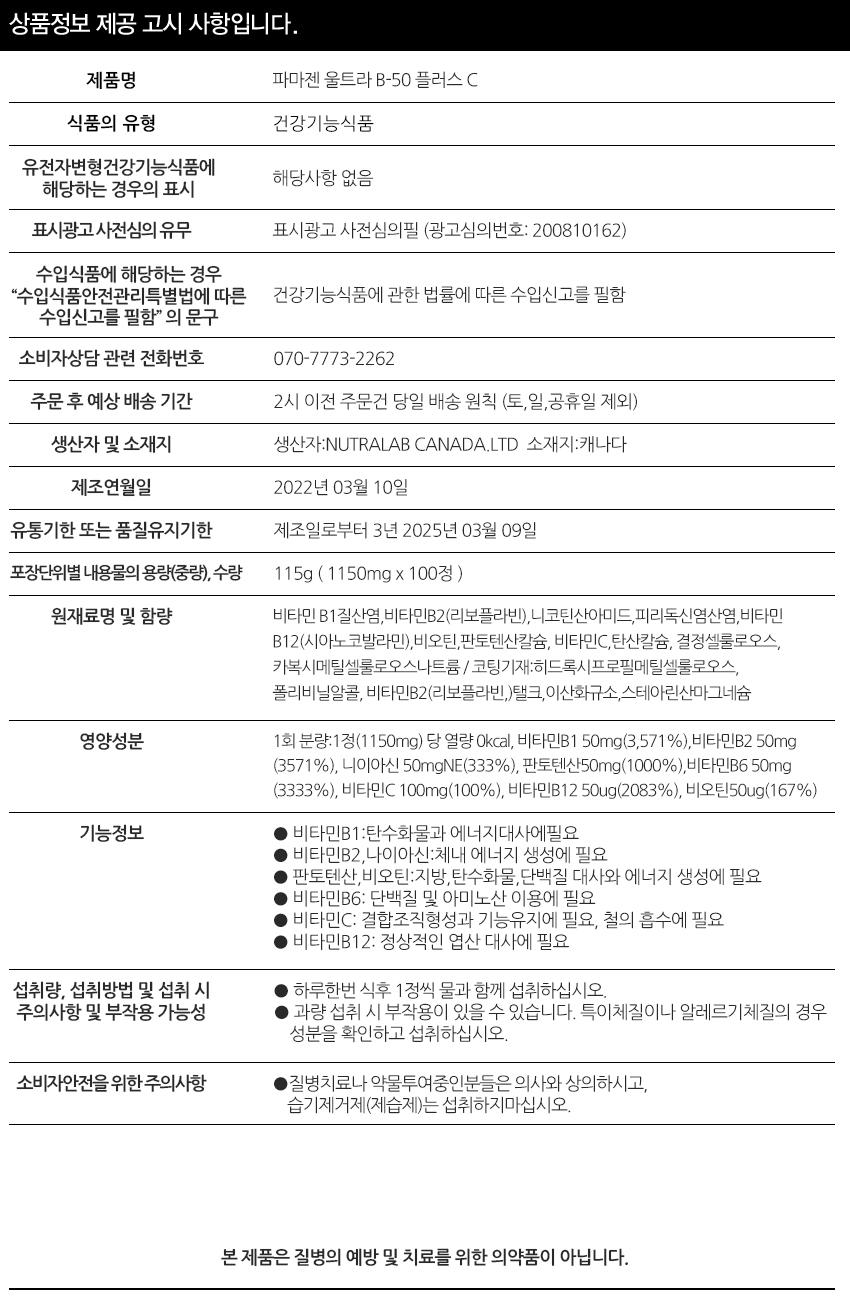 상품정보 제공 고시 사항입니다.
제품명
파마젠 울트라 B-50 플러스 C
식품의 유형
건강기능식품
유전자변형건강기능식품에
해당하는 경우의 표시
해당사항 없음
표시광고 사전심의 유무
표시광고 사전심의필 (광고심의번호: 200810162)
수입식품에 해당하는 경우
“수입식품안전관리특별법에 따른
수입신고를 필함” 의 문구
건강기능식품에 관한 법률에 따른 수입신고를 필함
소비자상담 관련 전화번호
070-7773-2262
주문 후 예상 배송 기간
2시 이전 주문건 당일 배송 원칙 (토,일,공휴일 제외)
생산자 및 소재지
생산자:NUTRALAB CANADA.LTD 소재지:캐나다
제조연월일
2022년 03월 10일
유통기한 또는 품질유지기한
제조일로부터 3년 2025년 03월 09일
포장단위별 내용물의 용량(중량), 수량
115g ( 1150mg x 100정 )
원재료명 및 함량
비타민 B1질산염,비타민B2(리보플라빈),니코틴산아미드,피리독신염산염,비타민
B12(시아노코발라민),비오틴,판토텐산칼슘, 비타민C,탄산칼슘, 결정셀룰로오스,
카복시메틸셀룰로오스나트륨 / 코팅기재:히드록시프로필메틸셀룰로오스,
폴리비닐알콜, 비타민B2(리보플라빈,)탤크,이산화규소,스테아린산마그네슘
영양성분
1회 분량:1정(1150mg) 당 열량 0kcal, 비타민B1 50mg(3,571%),비타민B2 50mg
(3571%), 니이아신 50mgNE(333%), 판토텐산50mg(1000%),비타민B6 50mg
(3333%), 비타민C 100mg(100%), 비타민B12 50ug(2083%), 비오틴50ug(167%)
기능정보
● 비타민B1:탄수화물과 에너지대사에필요
● 비타민B2,나이아신:체내 에너지 생성에 필요
● 판토텐산,비오틴:지방,탄수화물,단백질 대사와 에너지 생성에 필요
● 비타민B6: 단백질 및 아미노산 이용에 필요
● 비타민C: 결합조직형성과 기능유지에 필요, 철의 흡수에 필요
● 비타민B12: 정상적인 엽산 대사에 필요
섭취량, 섭취방법 및 섭취 시
주의사항 및 부작용 가능성
● 하루한번 식후 1정씩 물과 함께 섭취하십시오.
● 과량 섭취 시 부작용이 있을 수 있습니다. 특이체질이나 알레르기체질의 경우
성분을 확인하고 섭취하십시오.
소비자안전을 위한 주의사항
●질병치료나 약물투여중인분들은 의사와 상의하시고,
습기제거제(제습제)는 섭취하지마십시오.
본 제품은 질병의 예방 및 치료를 위한 의약품이 아닙니다.